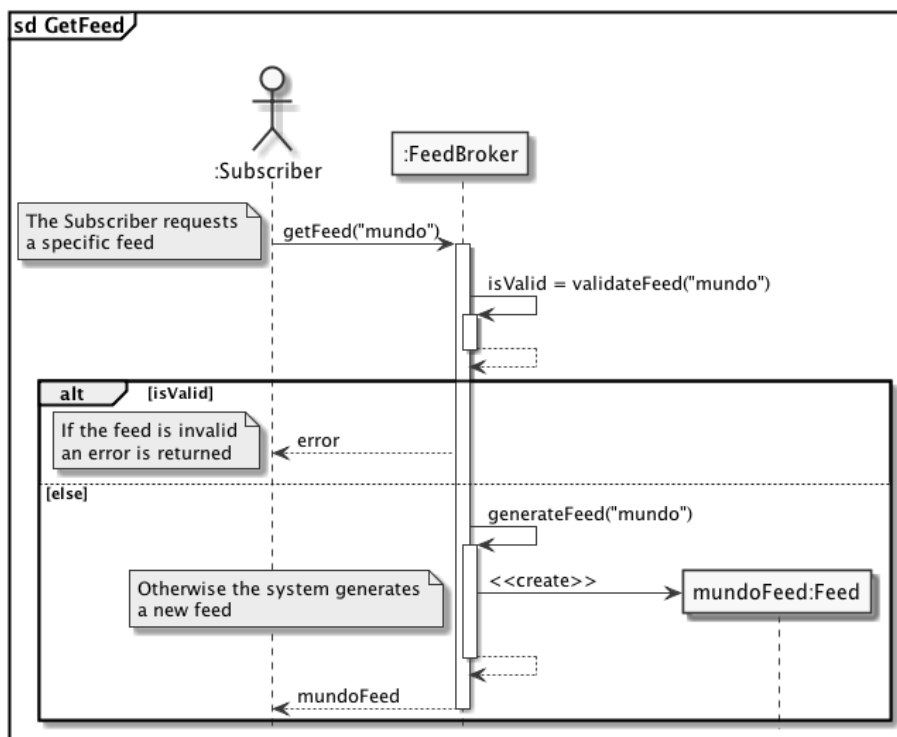 sd GetFeed
:Subscriber
:FeedBroker
The Subscriber requests
a specific feed
getFeed("mundo")
isValid = validateFeed("mundo")
alt
[isValid]
If the feed is invalid
an error is returned
error
[else]
generateFeed("mundo")
Otherwise the system generates
a new feed
<<create>>
mundoFeed:Feed
mundoFeed